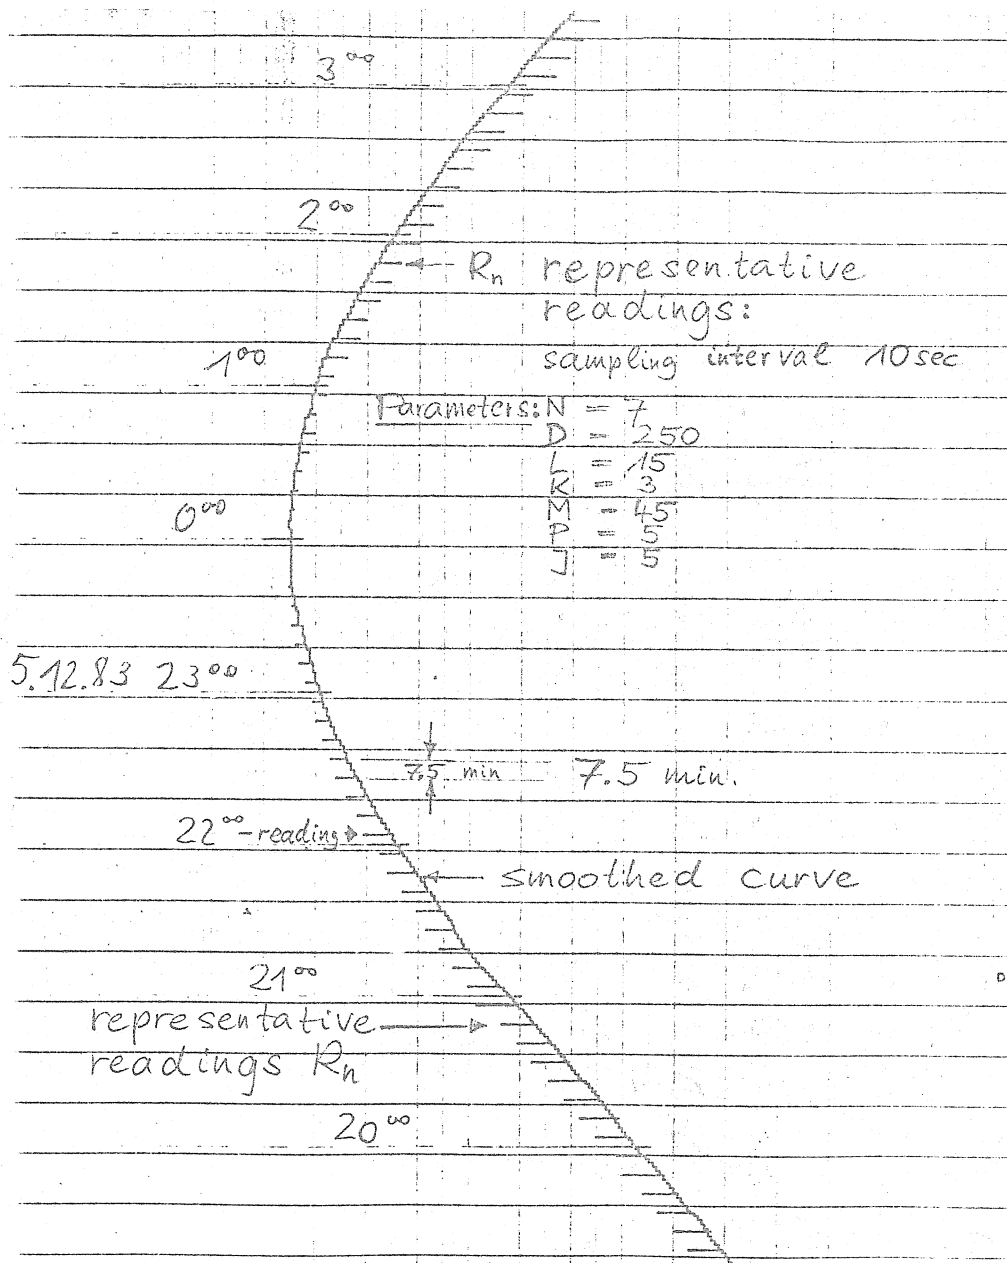 3⁰⁰
2⁰⁰
Rn representative
readings:
1⁰⁰
sampling interval 10sec
Parameters: N = 7
D = 250
L = 15
K = 3
M = 45
P = 5
J = 5
0⁰⁰
5.12.83 23⁰⁰
7.5 min
7.5 min.
22⁰⁰-reading
smoothed curve
21⁰⁰
representative
readings Rn
20⁰⁰